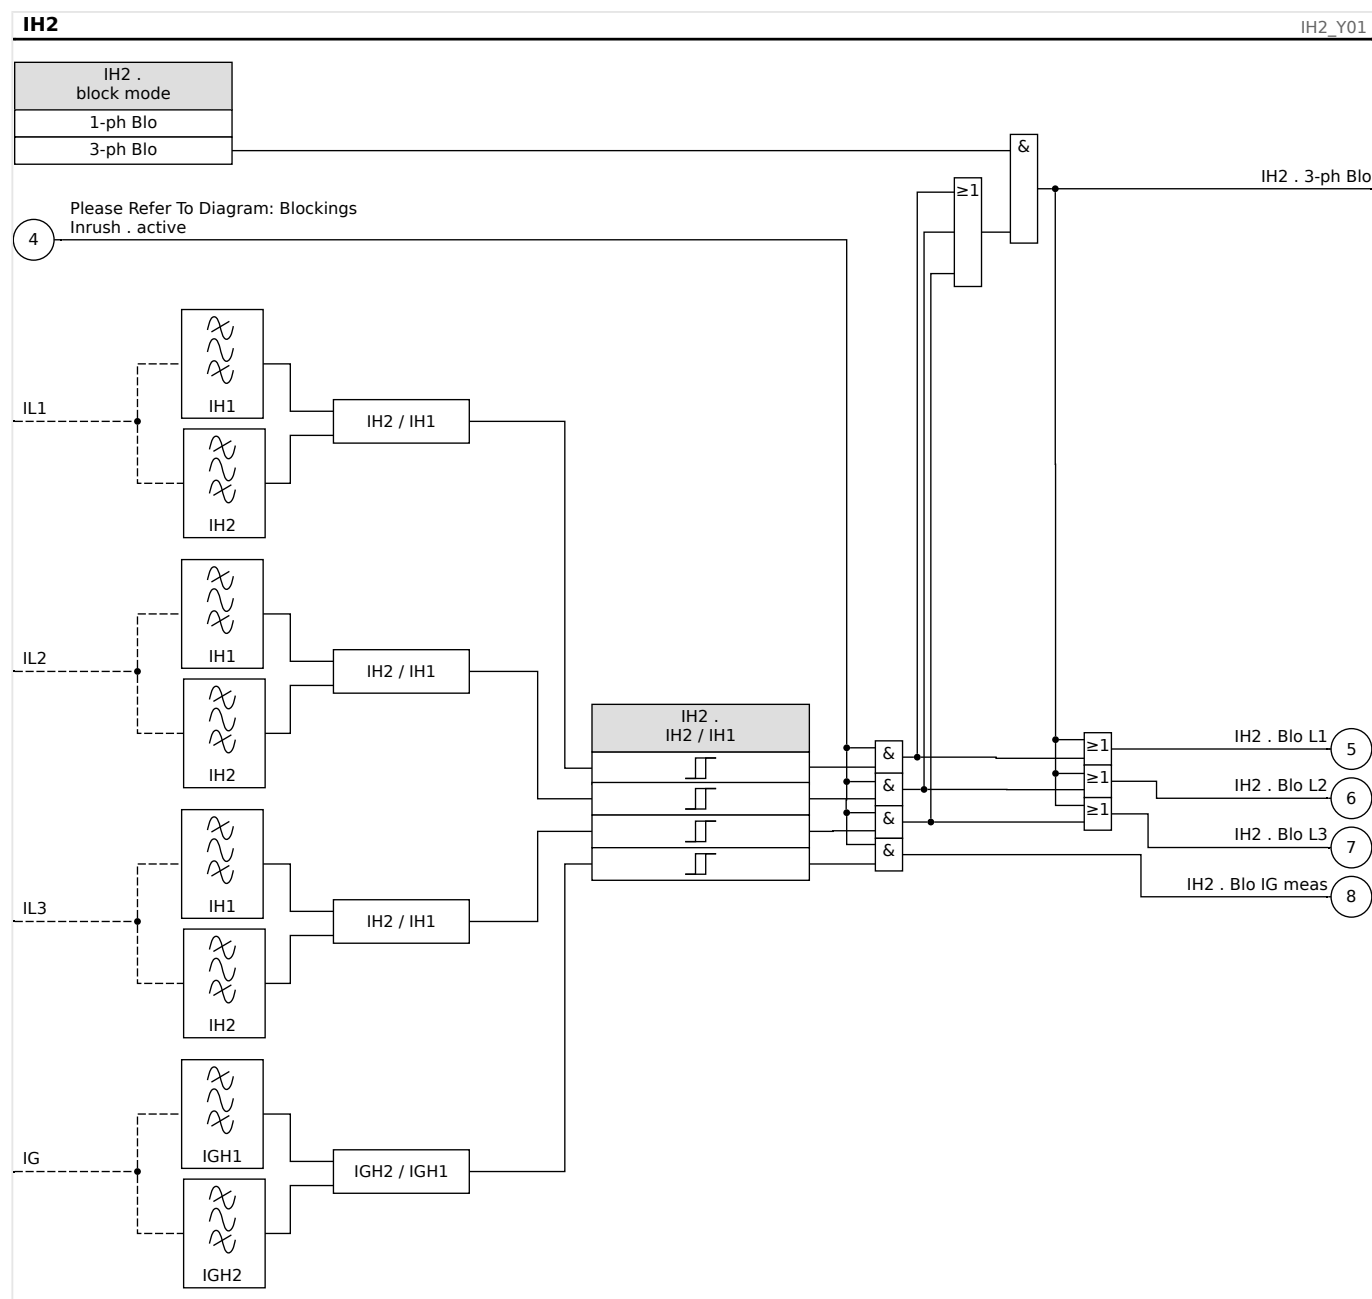 IH2
IH2_Y01
IH2 .
block mode
1-ph Blo
3-ph Blo
&
≥1
IH2 . 3-ph Blo
Please Refer To Diagram: Blockings
Inrush . active
4
IL1
IH1
IH2
IH2 / IH1
IL2
IH1
IH2
IH2 / IH1
IH2 .
IH2 / IH1
&
&
&
&
≥1
≥1
≥1
IH2 . Blo L1
5
IH2 . Blo L2
6
IH2 . Blo L3
7
IH2 . Blo IG meas
8
IL3
IH1
IH2
IH2 / IH1
IG
IGH1
IGH2
IGH2 / IGH1